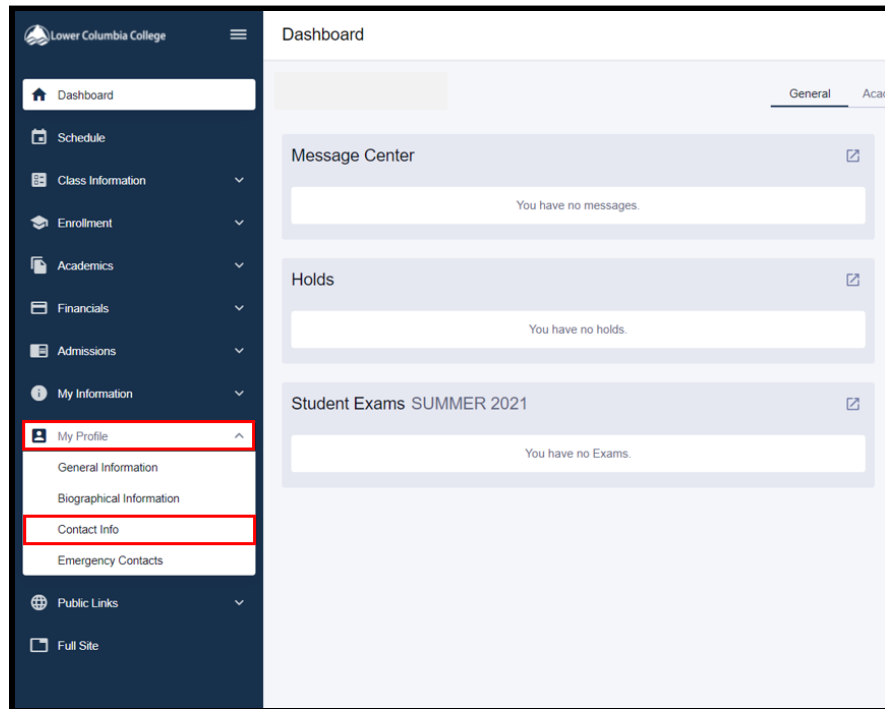 Lower Columbia College
Dashboard
Schedule
Class Information
Enrollment
Academics
Financials
Admissions
My Information
My Profile
General Information
Biographical Information
Contact Info
Emergency Contacts
Public Links
Full Site
Dashboard
General Acad
Message Center
You have no messages.
Holds
You have no holds.
Student Exams SUMMER 2021
You have no Exams.